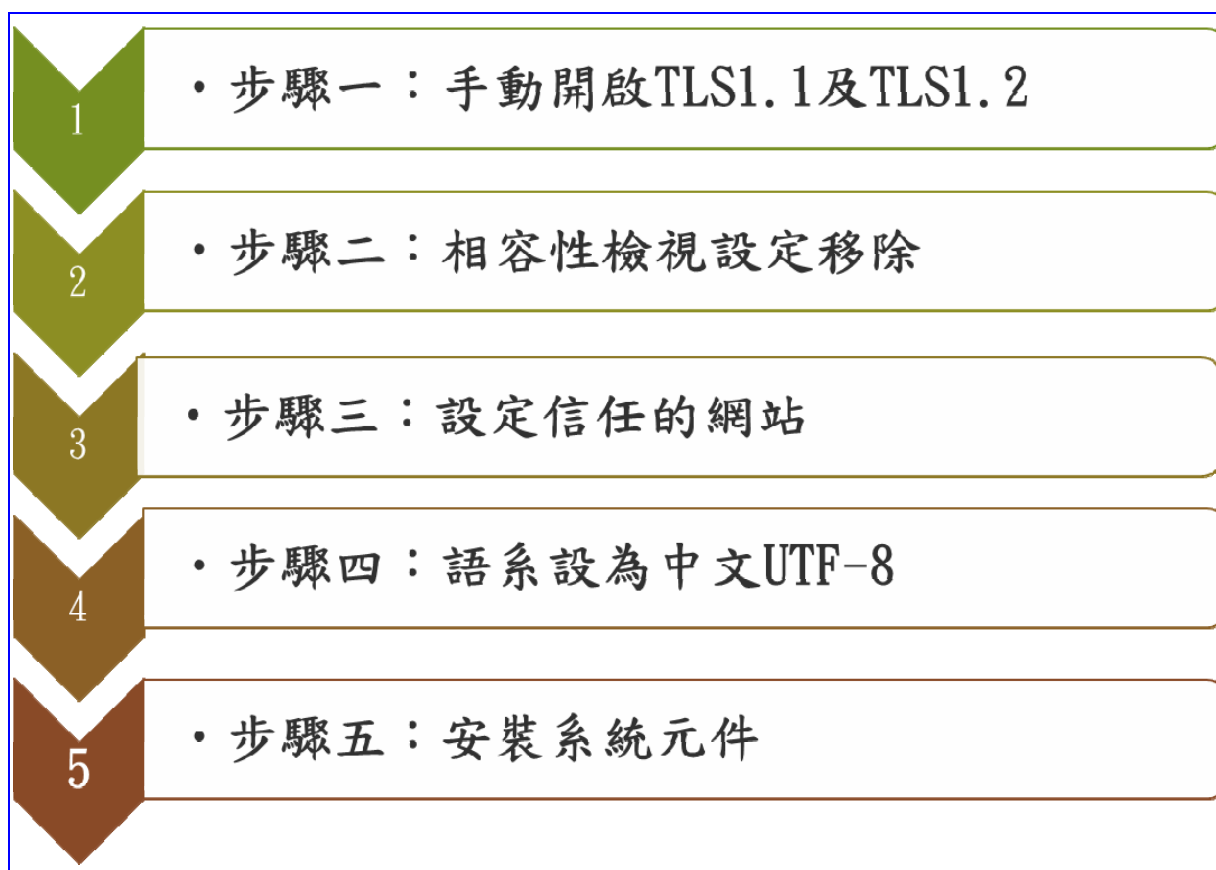 1
・步驟一：手動開啟TLS1.1及TLS1.2
2
・步驟二：相容性檢視設定移除
3
・步驟三：設定信任的網站
4
・步驟四：語系設為中文UTF-8
5
・步驟五：安裝系統元件